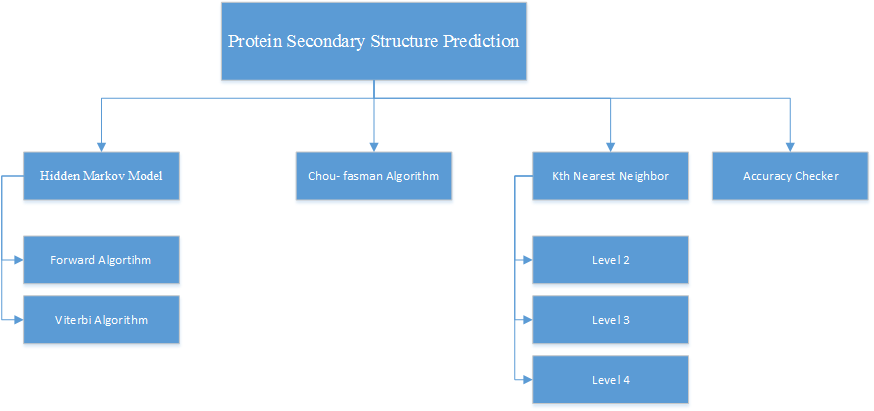 Protein Secondary Structure Prediction
Hidden Markov Model
Chou- fasman Algorithm
Kth Nearest Neighbor
Accuracy Checker
Forward Algortihm
Level 2
Viterbi Algorithm
Level 3
Level 4